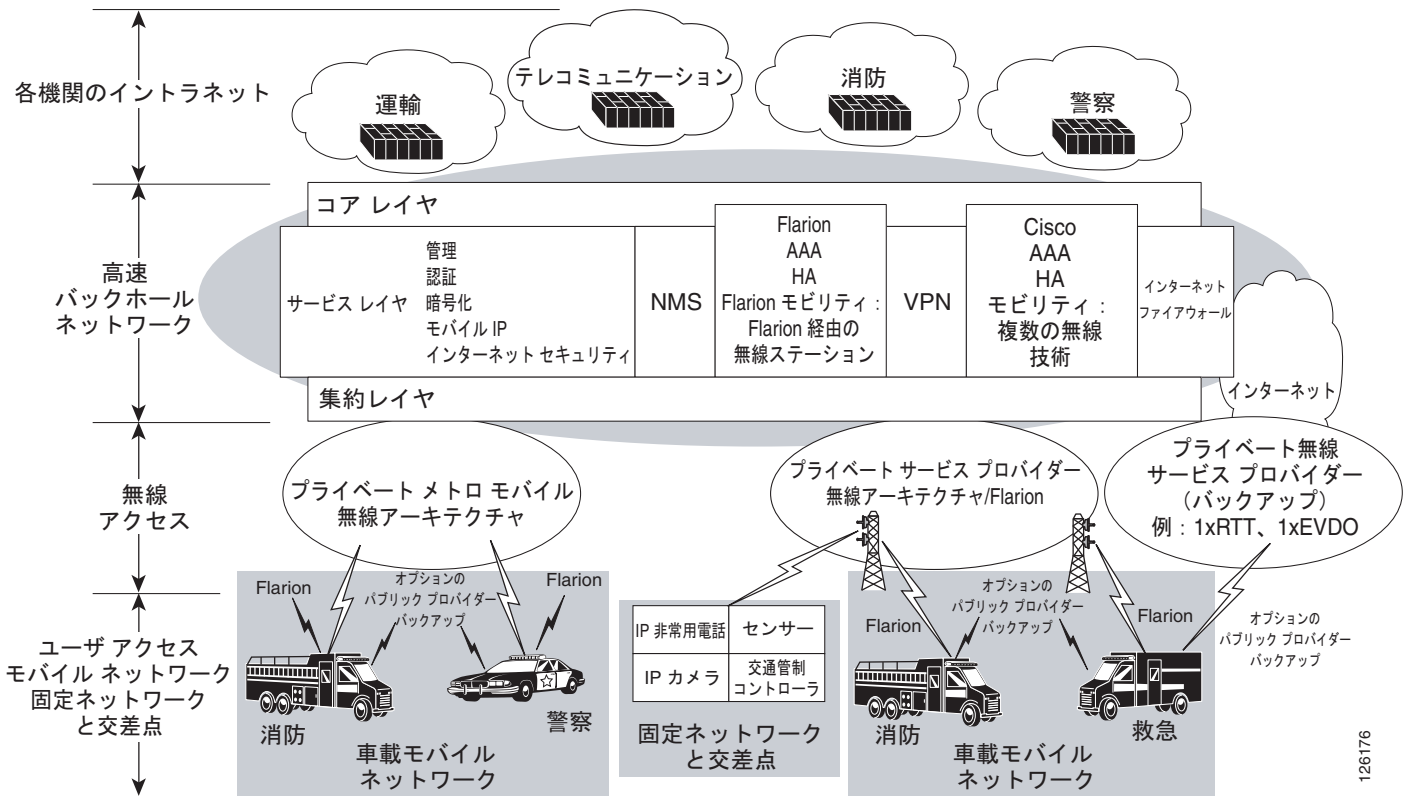 各機関のイントラネット
運輸
テレコミュニケーション
消防
警察
高速
バックホール
ネットワーク
コア レイヤ
サービス レイヤ
管理
認証
暗号化
モバイル IP
インターネット セキュリティ
NMS
Flarion
AAA
HA
Flarion モビリティ：
Flarion 経由の
無線ステーション
VPN
Cisco
AAA
HA
モビリティ：
複数の無線
技術
インターネット
ファイアウォール
集約レイヤ
インターネット
無線
アクセス
プライベート メトロ モバイル
無線アーキテクチャ
プライベート サービス プロバイダー
無線アーキテクチャ/Flarion
プライベート無線
サービス プロバイダー
（バックアップ）
例：1xRTT、1xEVDO
ユーザ アクセス
モバイル ネットワーク
固定ネットワーク
と交差点
Flarion
オプションの
パブリック プロバイダー
バックアップ
Flarion
消防
警察
車載モバイル
ネットワーク
IP 非常用電話
センサー
IP カメラ
交通管制
コントローラ
固定ネットワーク
と交差点
Flarion
オプションの
パブリック プロバイダー
バックアップ
Flarion
オプションの
パブリック プロバイダー
バックアップ
消防
救急
車載モバイル
ネットワーク
126176